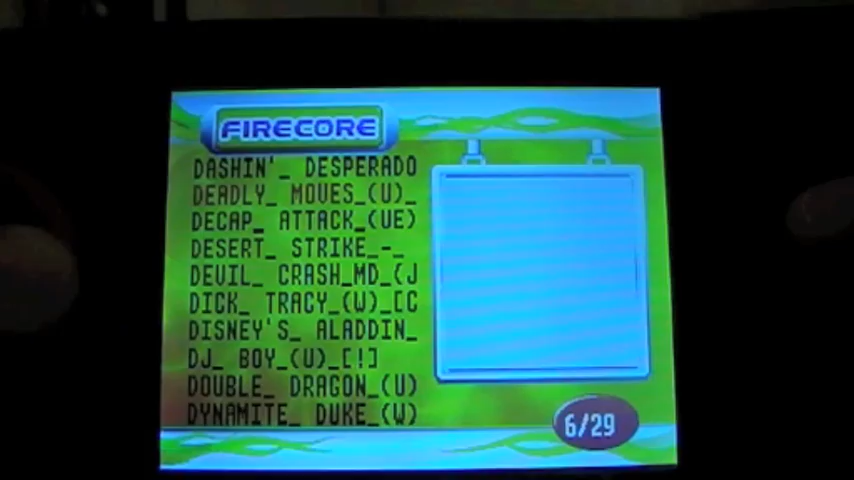 FIRECORE
DASHIN'_ DESPERADO
DEADLY_ MOVES_(U)_
DECAP_ ATTACK_(UE)
DESERT_ STRIKE_-_
DEVIL_ CRASH_MD_(J
DICK_ TRACY_(W)_[C
DISNEY'S_ ALADDIN_
DJ_ BOY_(U)_[!]
DOUBLE_ DRAGON_(U)
DYNAMITE_ DUKE_(W)
6/29